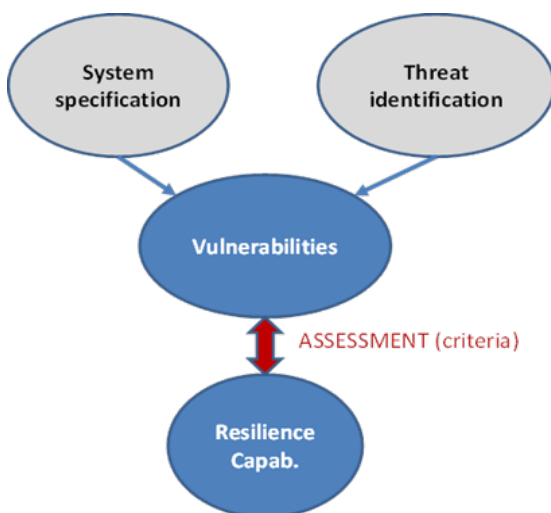 System
specification
Threat
identification
Vulnerabilities
ASSESSMENT (criteria)
Resilience
Capab.